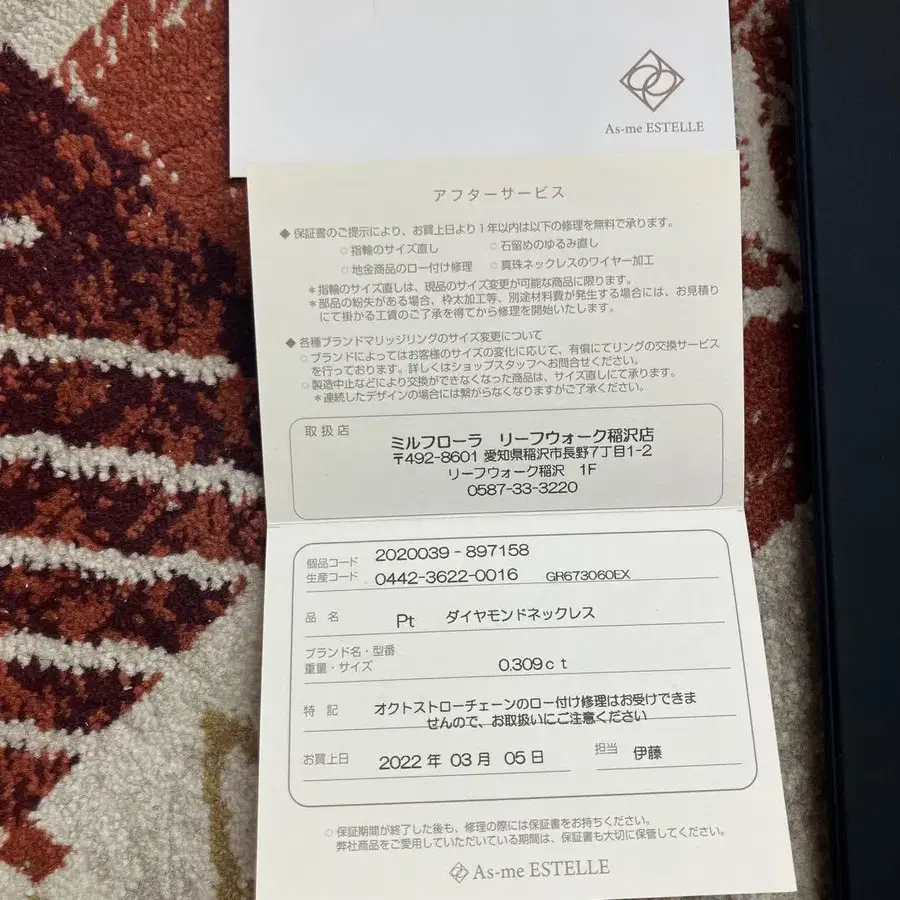 As-me ESTELLE
アフターサービス
◆ 保証書のご提示により、お買上日より1年以内は以下の修理を無料で承ります。
○ 指輪のサイズ直し ○ 石留めのゆるみ直し
○ 地金商品のロー付け修理 ○ 真珠ネックレスのワイヤー加工
＊指輪のサイズ直しは、現品のサイズ変更が可能な商品に限ります。
＊部品の紛失がある場合、枠太加工等、別途材料費が発生する場合には、お見積り
にて掛かる工賃のご了承を得てから修理を開始いたします。
◆ 各種ブランドマリッジリングのサイズ変更について
○ ブランドによってはお客様のサイズの変化に応じて、有償にてリングの交換サービス
を行っております。詳しくはショップスタッフへお問合せください。
○ 製造中止などにより交換ができなくなった商品は、サイズ直しにて承ります。
＊連続したデザインの場合には繋がらなくなりますがご了承ください。
取扱店
ミルフローラ リーフウォーク稲沢店
〒492-8601 愛知県稲沢市長野7丁目1-2
リーフウォーク稲沢 1F
0587-33-3220
個品コード 2020039-897158
生産コード 0442-3622-0016 GR673060EX
品名 Pt ダイヤモンドネックレス
ブランド名・型番
重量・サイズ 0.309ct
特記 オクトストローチェーンのロー付け修理はお受けできま
せんので、お取扱いにご注意ください
お買上日 2022年 03月 05日 担当 伊藤
○ 保証期間が終了した後も、修理の際には保証書をお持ちください。
弊社商品をご愛用していただいている期間は、保証書も大切に保管してください。
As-me ESTELLE